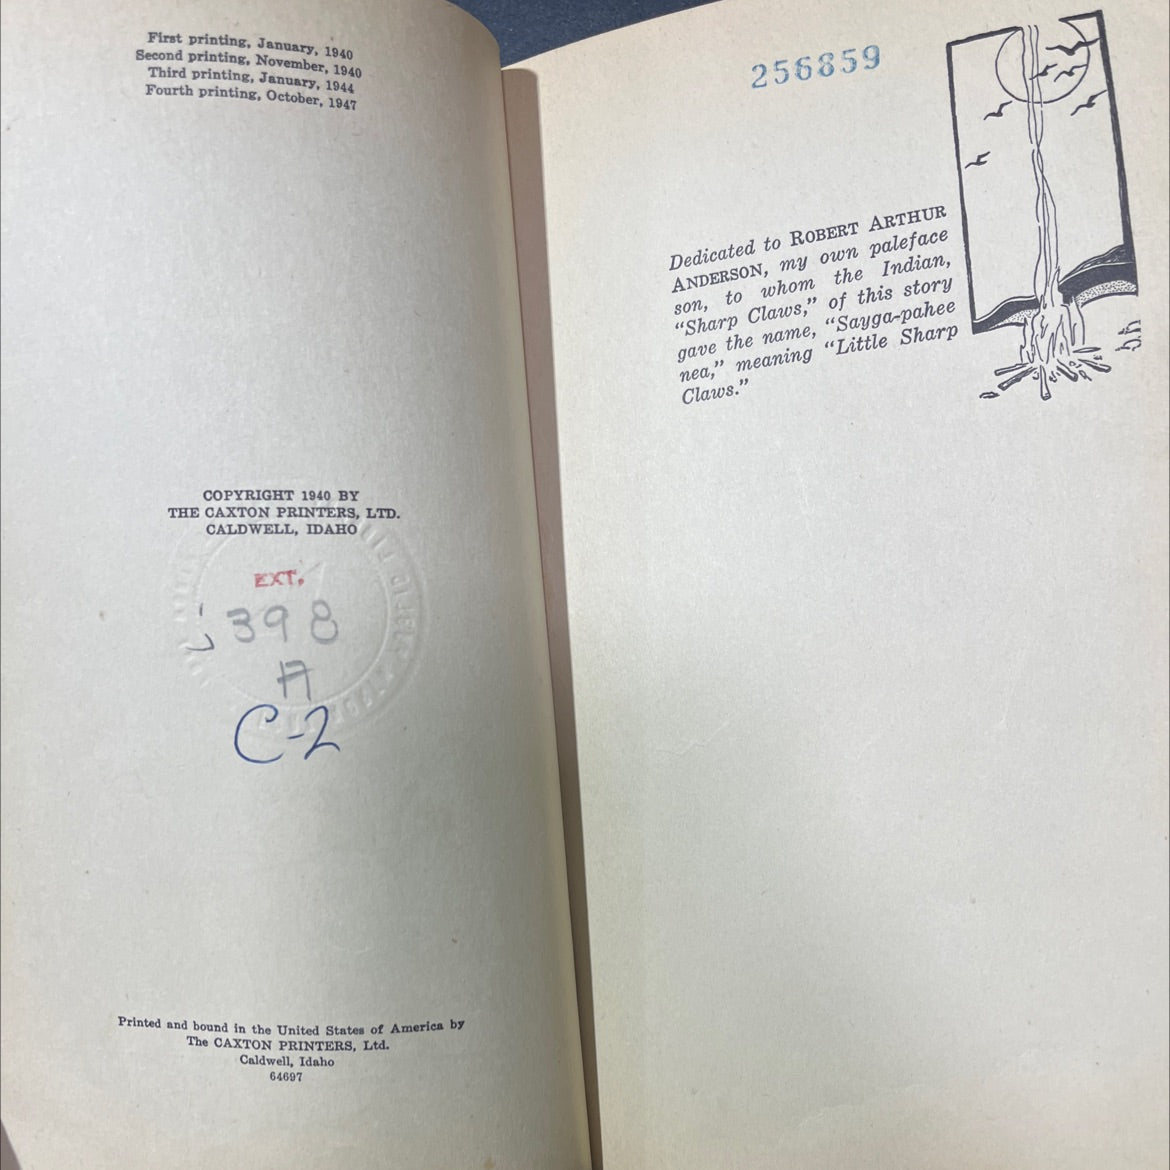 First printing, January, 1940
Second printing, November, 1940
Third printing, January, 1944
Fourth printing, October, 1947
COPYRIGHT 1940 BY
THE CAXTON PRINTERS, LTD.
CALDWELL, IDAHO
EXT.
398
A
C-2
Printed and bound in the United States of America by
The CAXTON PRINTERS, Ltd.
Caldwell, Idaho
64697
256859
Dedicated to ROBERT ARTHUR
ANDERSON, my own paleface
son, to whom the Indian,
"Sharp Claws," of this story
gave the name, "Sayga-pahee
nea," meaning "Little Sharp
Claws."